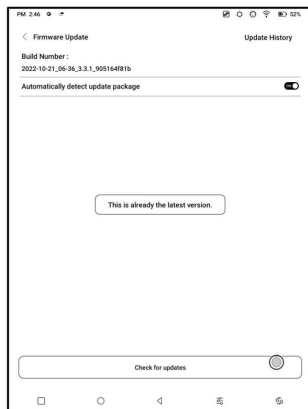 PM 2:46
52%
Firmware Update
Update History
Build Number :
2022-10-21_06-36_3.3.1_905164f81b
Automatically detect update package
ON
This is already the latest version.
Check for updates